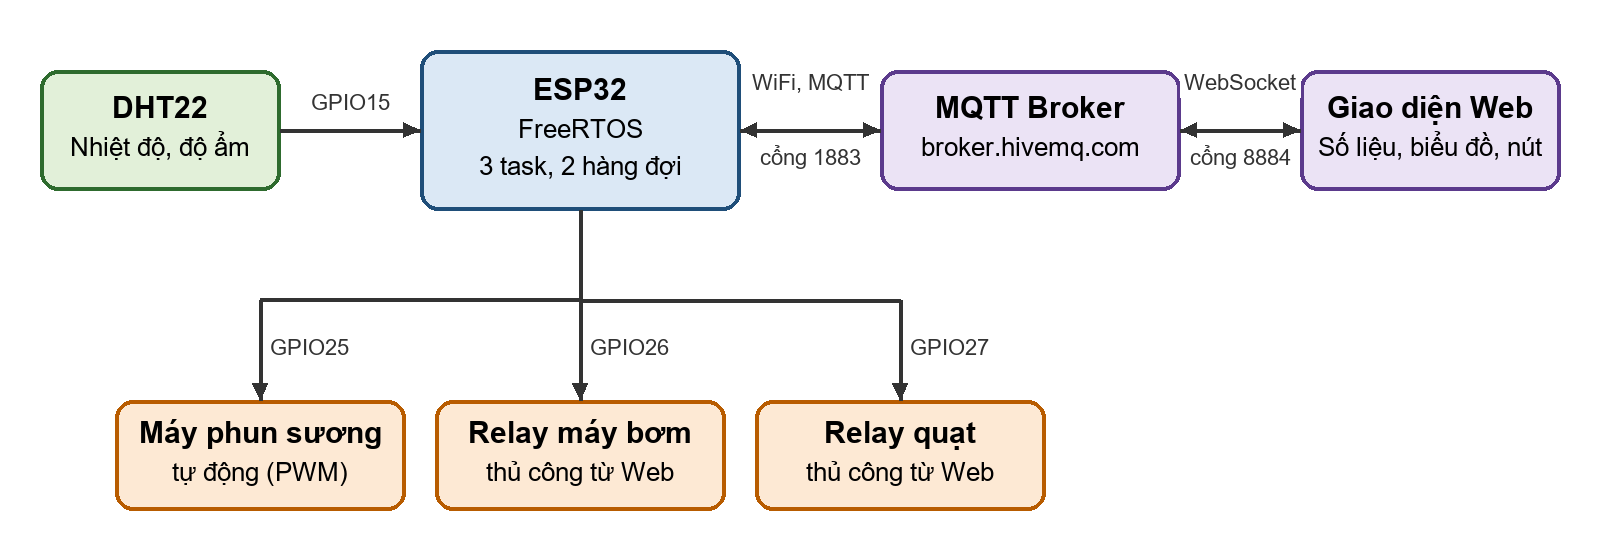 DHT22
Nhiệt độ, độ ẩm
GPIO15
ESP32
FreeRTOS
3 task, 2 hàng đợi
WiFi, MQTT
cổng 1883
MQTT Broker
broker.hivemq.com
WebSocket
cổng 8884
Giao diện Web
Số liệu, biểu đồ, nút
GPIO25
GPIO26
GPIO27
Máy phun sương
tự động (PWM)
Relay máy bơm
thủ công từ Web
Relay quạt
thủ công từ Web